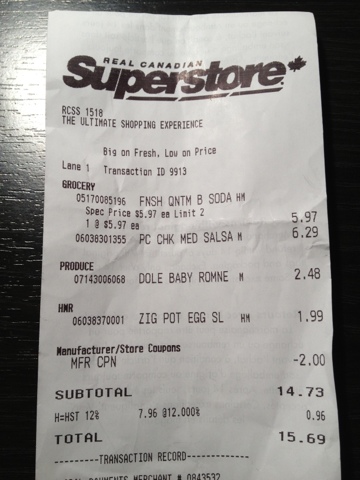 REAL CANADIAN
Superstore
RCSS 1518
THE ULTIMATE SHOPPING EXPERIENCE
Big on Fresh, Low on Price
Lane 1 Transaction ID 9913
GROCERY
05170085196 FNSH QNTM B SODA HM
Spec Price $5.97 ea Limit 2
1 @ $5.97 ea 5.97
06038301355 PC CHK MED SALSA M 6.29
PRODUCE
07143006068 DOLE BABY ROMNE M 2.48
HMR
06038370001 ZIG POT EGG SL HM 1.99
Manufacturer/Store Coupons
MFR CPN -2.00
SUBTOTAL 14.73
H=HST 12% 7.96 @12.000% 0.96
TOTAL 15.69
---------TRANSACTION RECORD---------
MERCHANT # 0843532